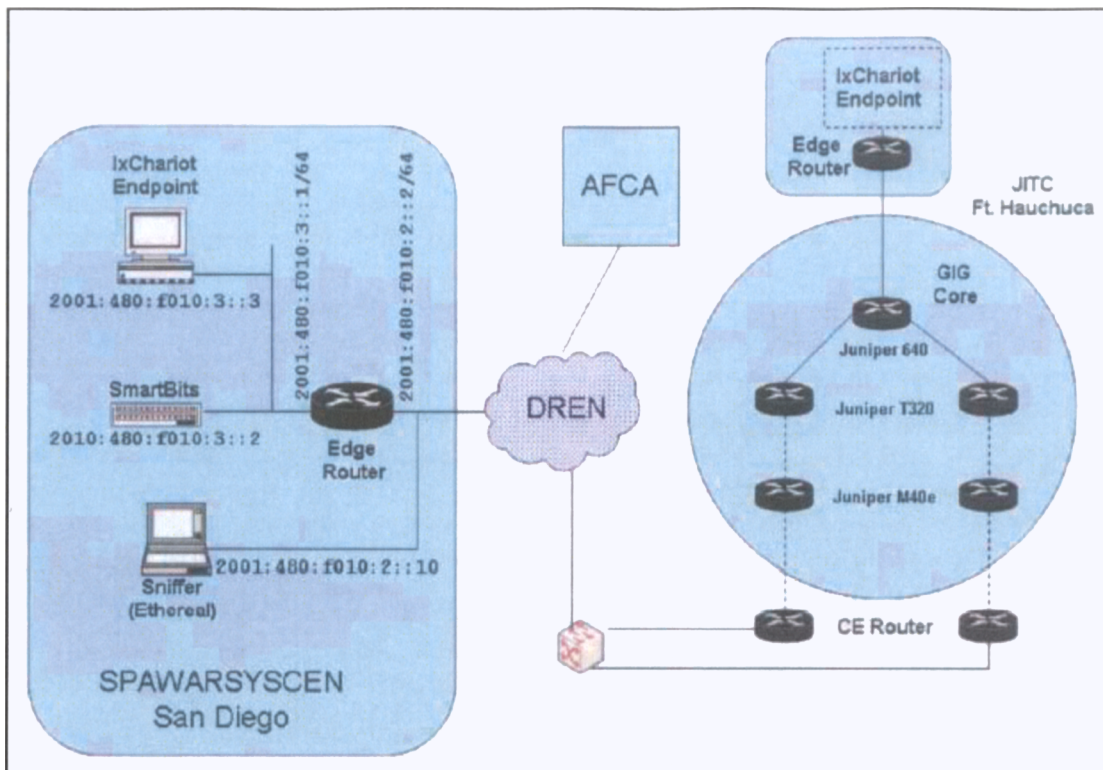 IxChariot
Endpoint
2001:480:f010:3::3
SmartBits
2010:480:f010:3::2
2001:480:f010:3::1/64
2001:480:f010:2::2/64
Edge
Router
Sniffer
(Ethereal)
2001:480:f010:2::10
SPAWARSYSCEN
San Diego
AFCA
DREN
IxChariot
Endpoint
Edge
Router
JITC
Ft. Hauchuca
GIG
Core
Juniper 640
Juniper T320
Juniper M40e
CE Router